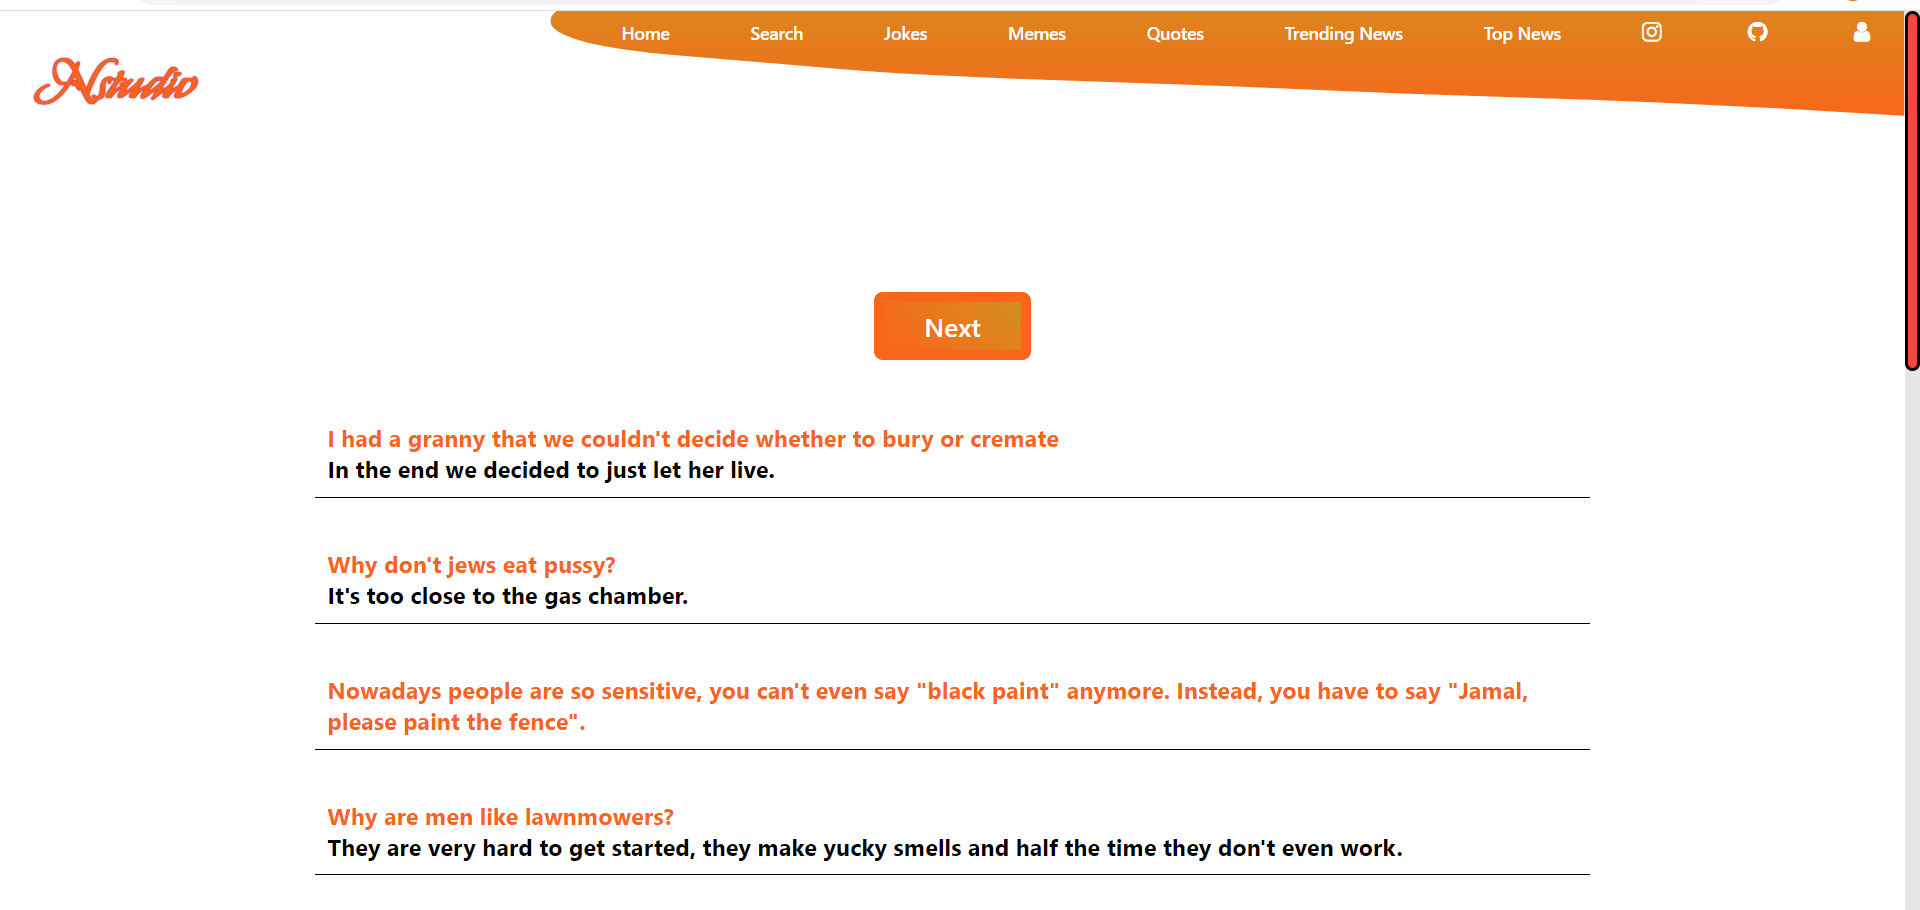 Home Search Jokes Memes Quotes Trending News Top News
Nstudio
Next
I had a granny that we couldn't decide whether to bury or cremate
In the end we decided to just let her live.
Why don't jews eat pussy?
It's too close to the gas chamber.
Nowadays people are so sensitive, you can't even say "black paint" anymore. Instead, you have to say "Jamal,
please paint the fence".
Why are men like lawnmowers?
They are very hard to get started, they make yucky smells and half the time they don't even work.